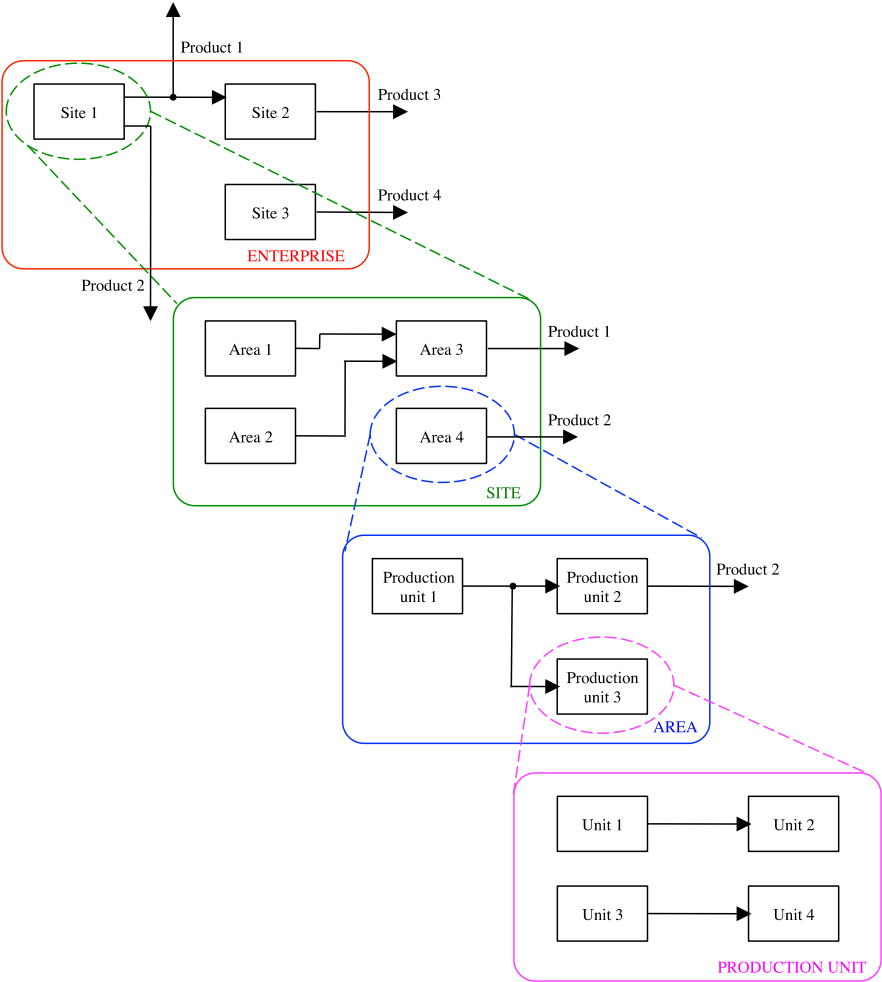 Product 1
Site 1
Site 2
Product 3
Site 3
Product 4
ENTERPRISE
Product 2
Area 1
Area 3
Product 1
Area 2
Area 4
Product 2
SITE
Production
unit 1
Production
unit 2
Product 2
Production
unit 3
AREA
Unit 1
Unit 2
Unit 3
Unit 4
PRODUCTION UNIT